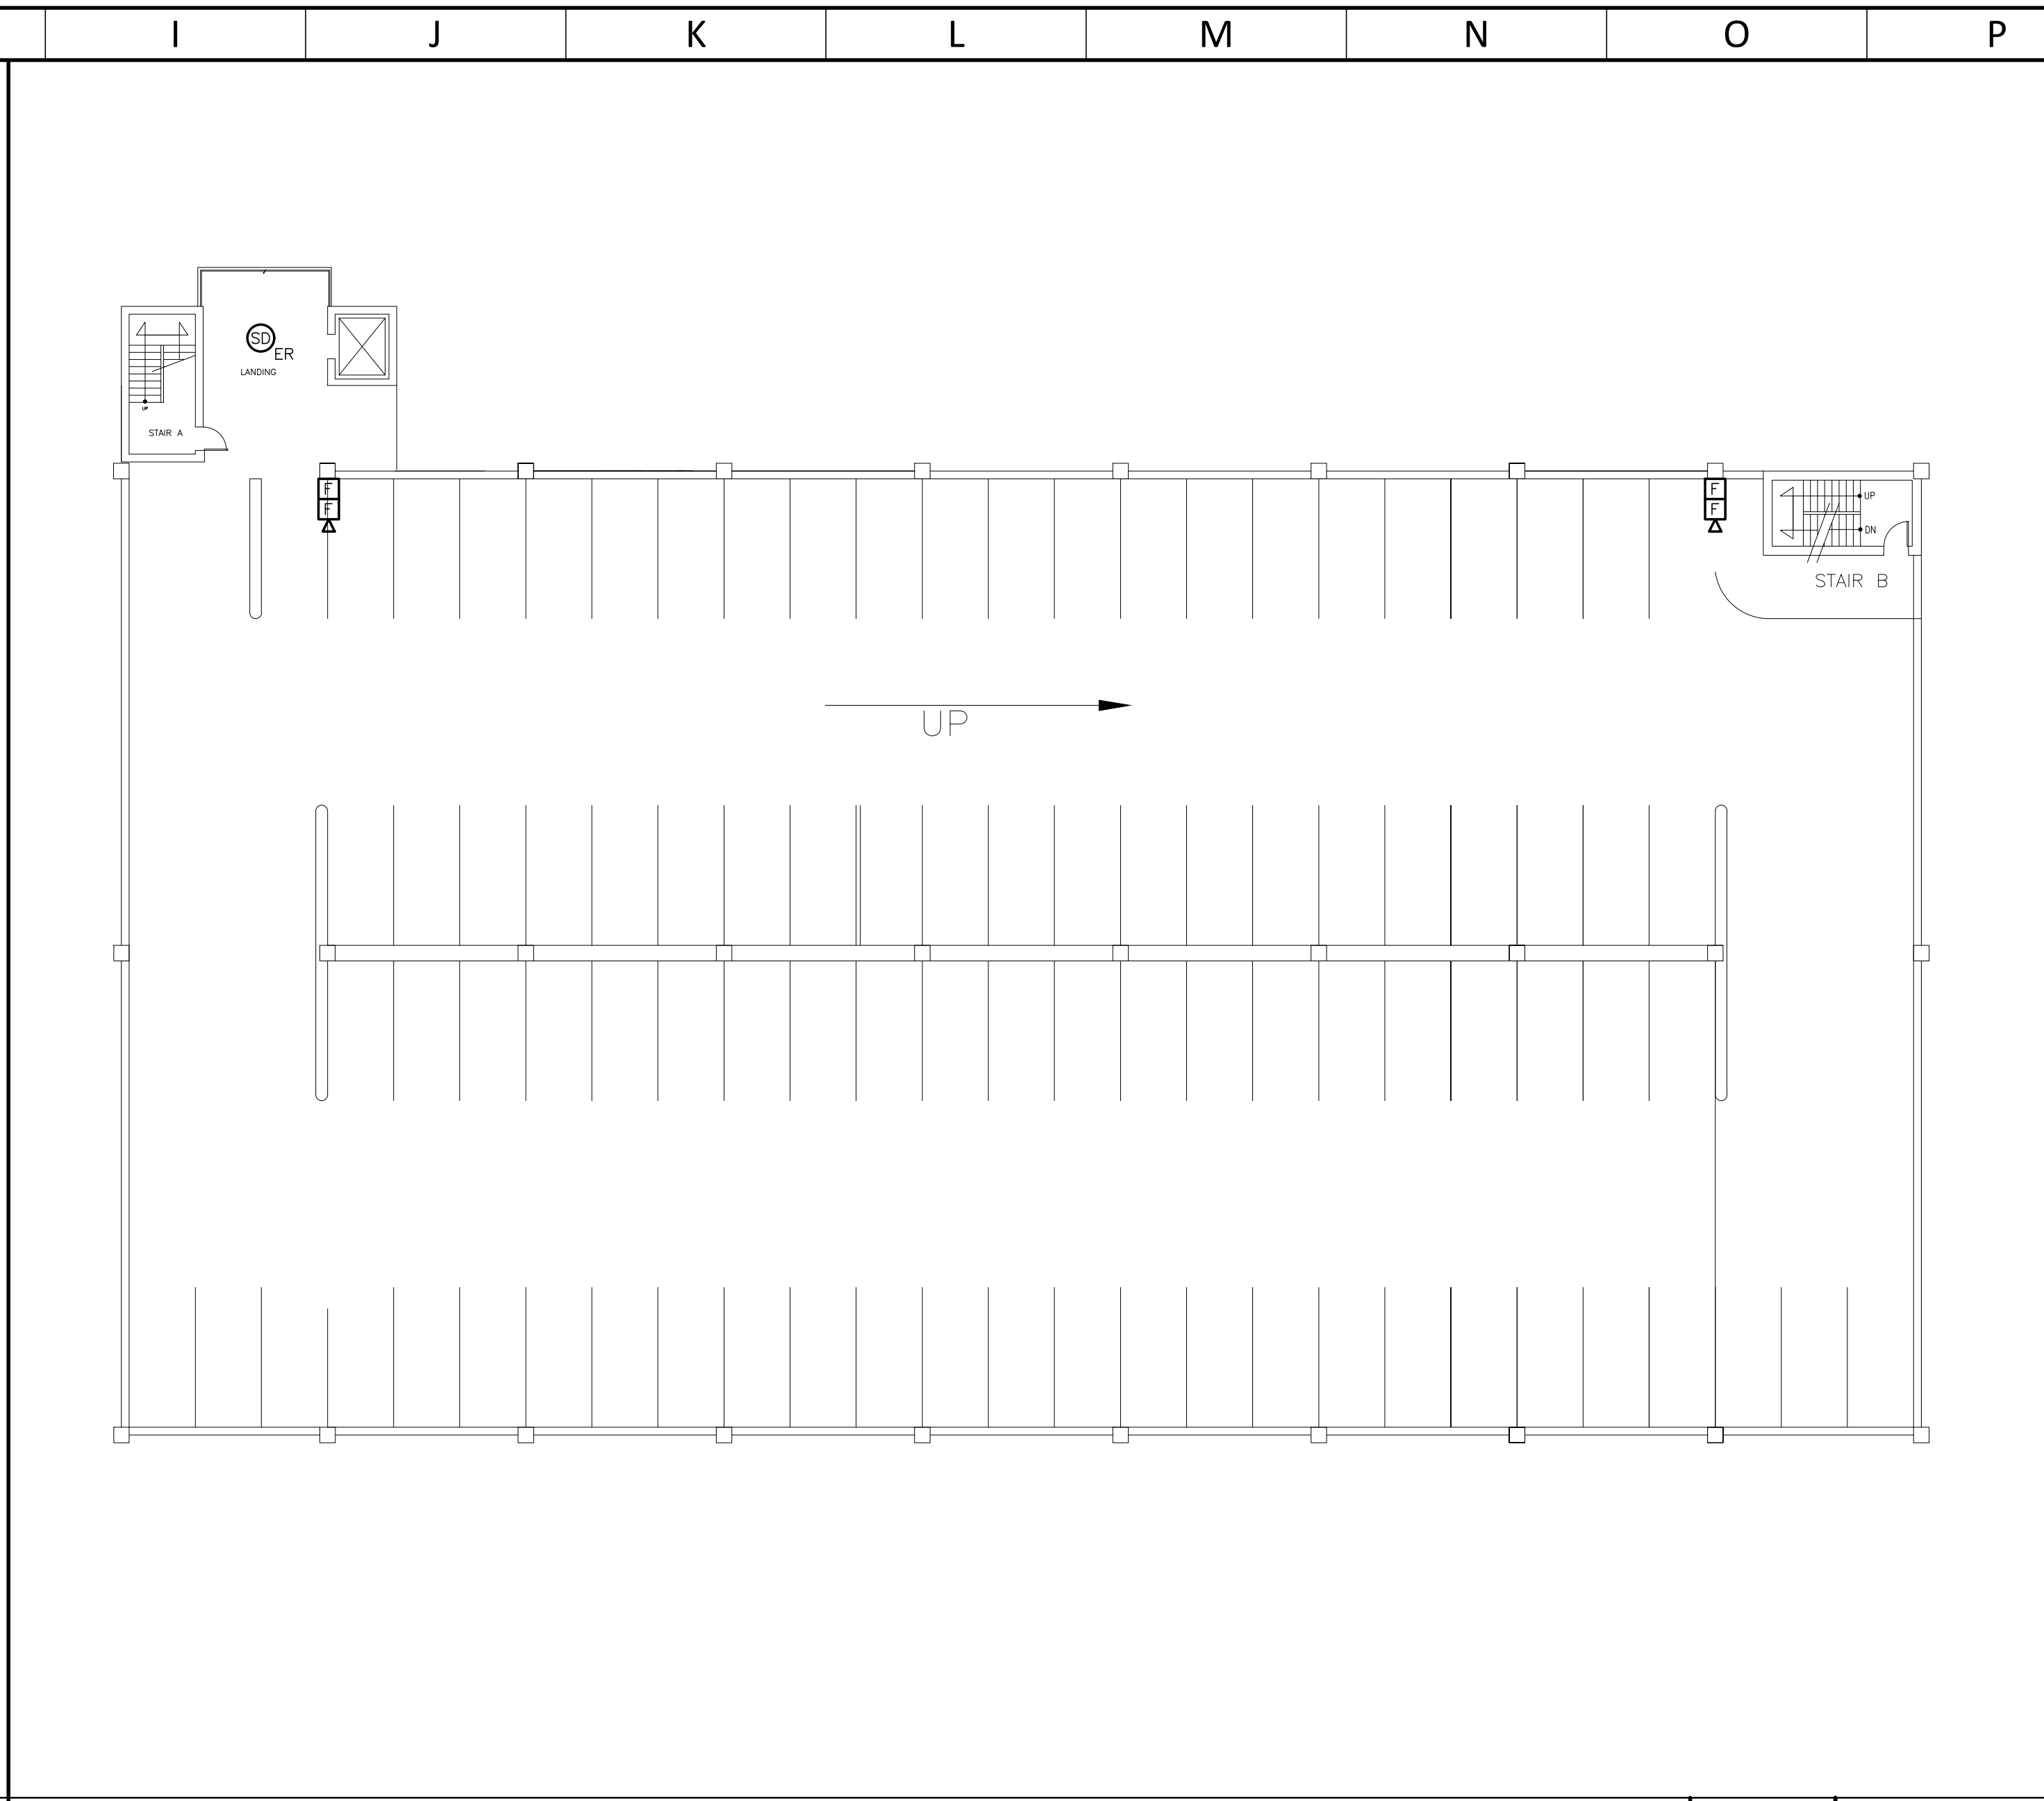 I J K L M N O P
SD
ER
LANDING
UP
STAIR A
F
F
F
F
UP
DN
STAIR B
UP